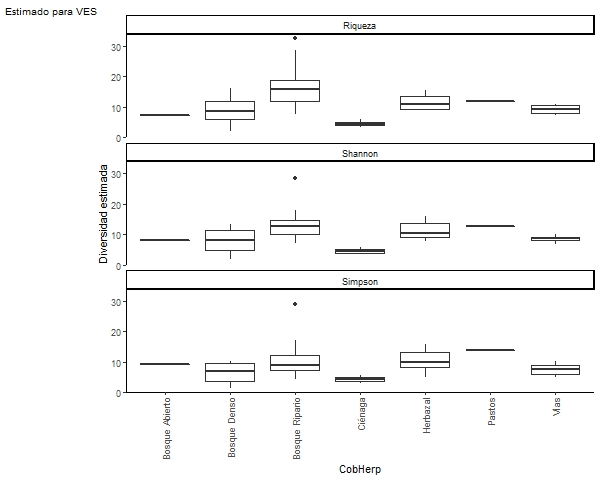 Estimado para VES
Riqueza
30
20
10
0
Shannon
30
20
10
0
Simpson
30
20
10
0
Diversidad estimada
Bosque Abierto
Bosque Denso
Bosque Ripario
Ciénaga
Herbazal
Pastos
Vías
CobHerp